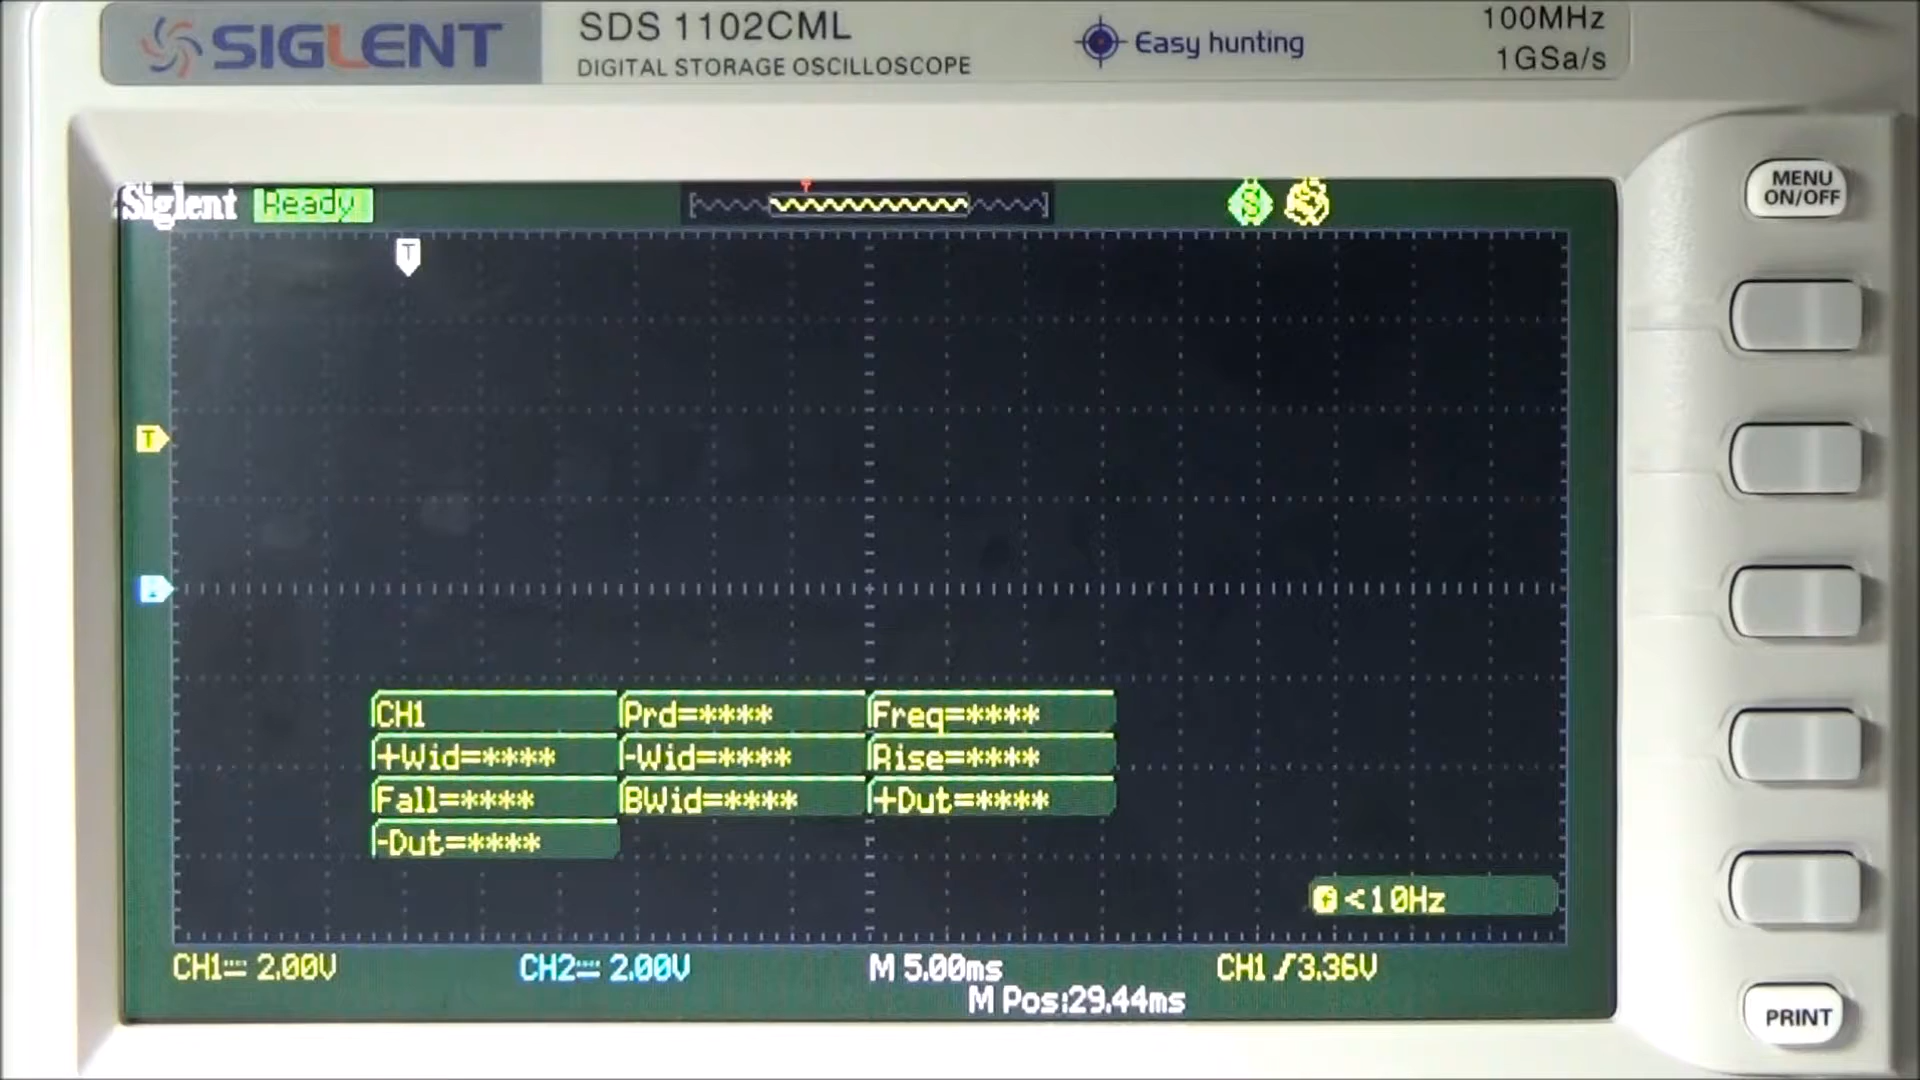 SIGLENT
SDS 1102CML
DIGITAL STORAGE OSCILLOSCOPE
Easy hunting
100MHz
1GSa/s
MENU
ON/OFF
Siglent Ready
T
T
CH1 Prd=**** Freq=****
+Wid=**** -Wid=**** Rise=****
Fall=**** BWid=**** +Dut=****
-Dut=****
<10Hz
CH1 2.00V CH2 2.00V M 5.00ms CH1 3.36V
M Pos:29.44ms
PRINT